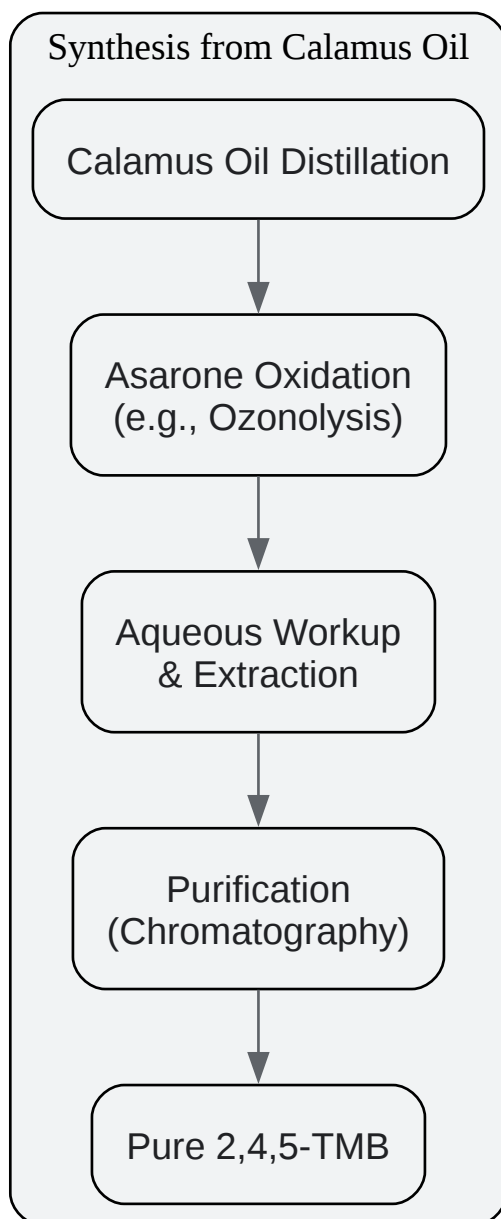 Synthesis from Calamus Oil
Calamus Oil Distillation
Asarone Oxidation
(e.g., Ozonolysis)
Aqueous Workup
& Extraction
Purification
(Chromatography)
Pure 2,4,5-TMB